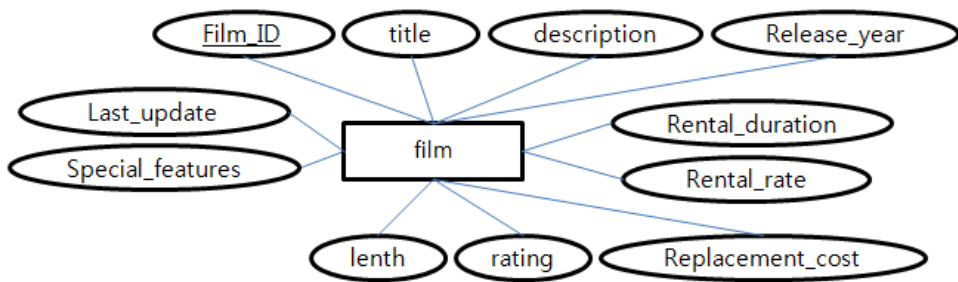 Film_ID
title
description
Release_year
Last_update
Rental_duration
film
Special_features
Rental_rate
lenth
rating
Replacement_cost